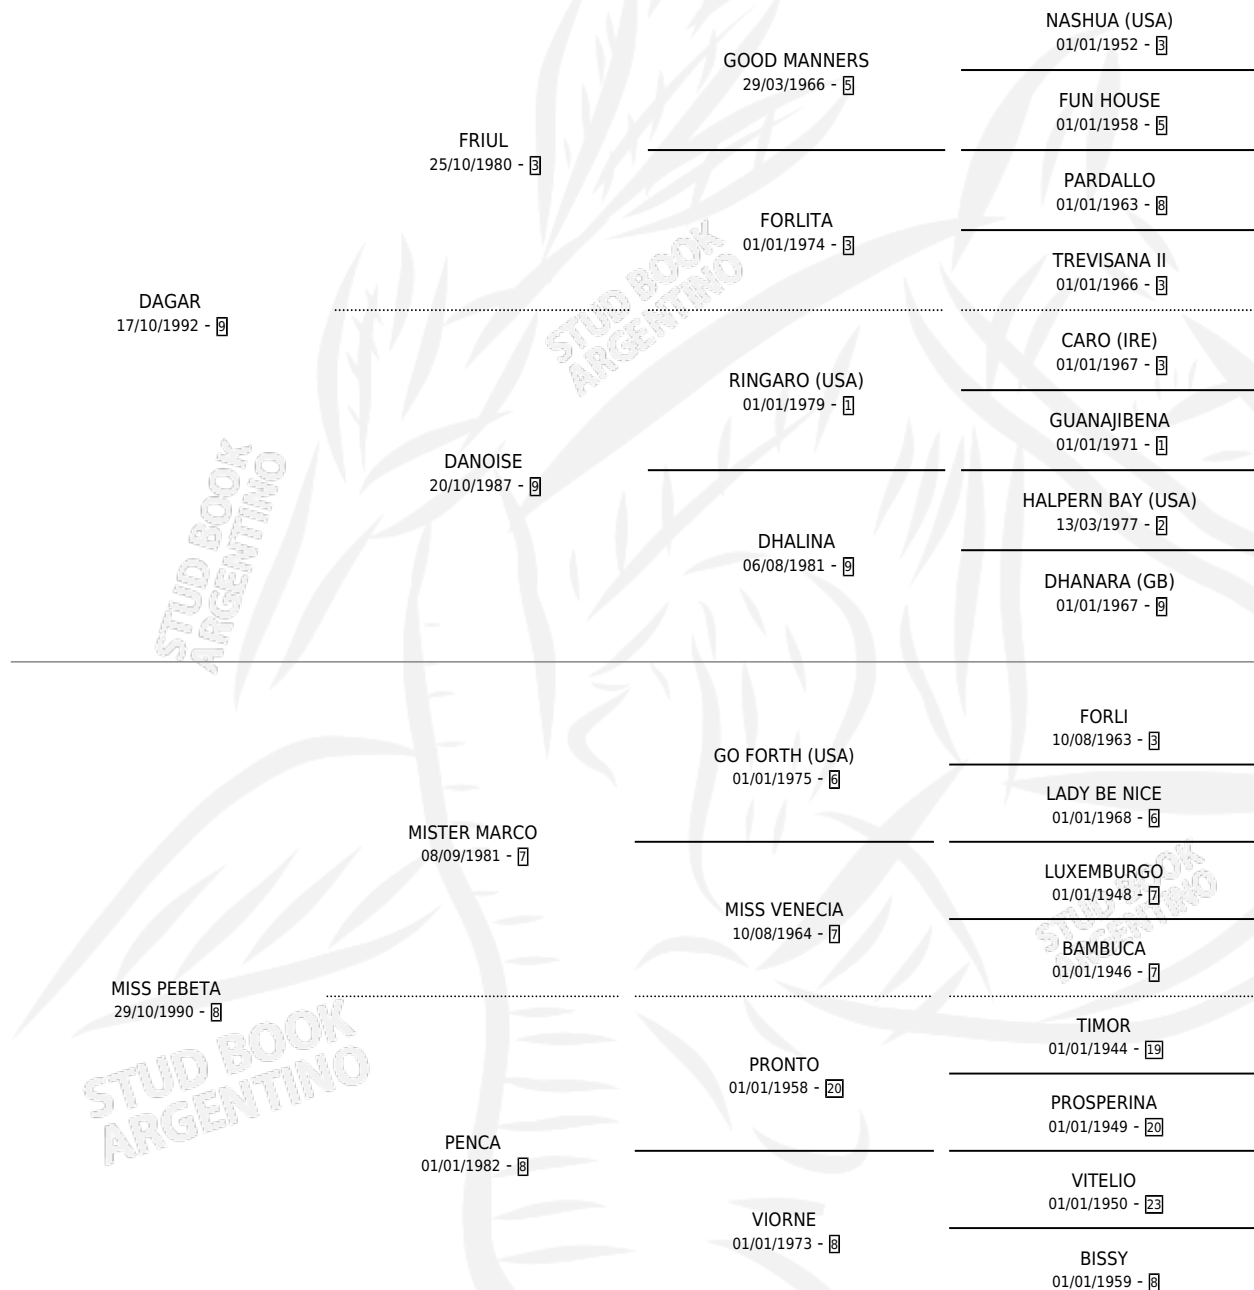 NASHUA (USA)
01/01/1952 - 3
GOOD MANNERS
29/03/1966 - 5
FUN HOUSE
01/01/1958 - 5
FRIUL
25/10/1980 - 3
PARDALLO
01/01/1963 - 8
FORLITA
01/01/1974 - 3
TREVISANA II
01/01/1966 - 3
DAGAR
17/10/1992 - 9
CARO (IRE)
01/01/1967 - 3
RINGARO (USA)
01/01/1979 - 1
GUANAJIBENA
01/01/1971 - 1
DANOISE
20/10/1987 - 9
HALPERN BAY (USA)
13/03/1977 - 2
DHALINA
06/08/1981 - 9
DHANARA (GB)
01/01/1967 - 9
FORLI
10/08/1963 - 3
GO FORTH (USA)
01/01/1975 - 6
LADY BE NICE
01/01/1968 - 6
MISTER MARCO
08/09/1981 - 7
LUXEMBURGO
01/01/1948 - 7
MISS VENECIA
10/08/1964 - 7
BAMBUCA
01/01/1946 - 7
MISS PEBETA
29/10/1990 - 8
TIMOR
01/01/1944 - 19
PRONTO
01/01/1958 - 20
PROSPERINA
01/01/1949 - 20
PENCA
01/01/1982 - 8
VITELIO
01/01/1950 - 23
VIORNE
01/01/1973 - 8
BISSY
01/01/1959 - 8
STUD BOOK
ARGENTINO
STUD BOOK
ARGENTINO
STUD BOOK
ARGENTINO
STUD BOOK
ARGENTINO